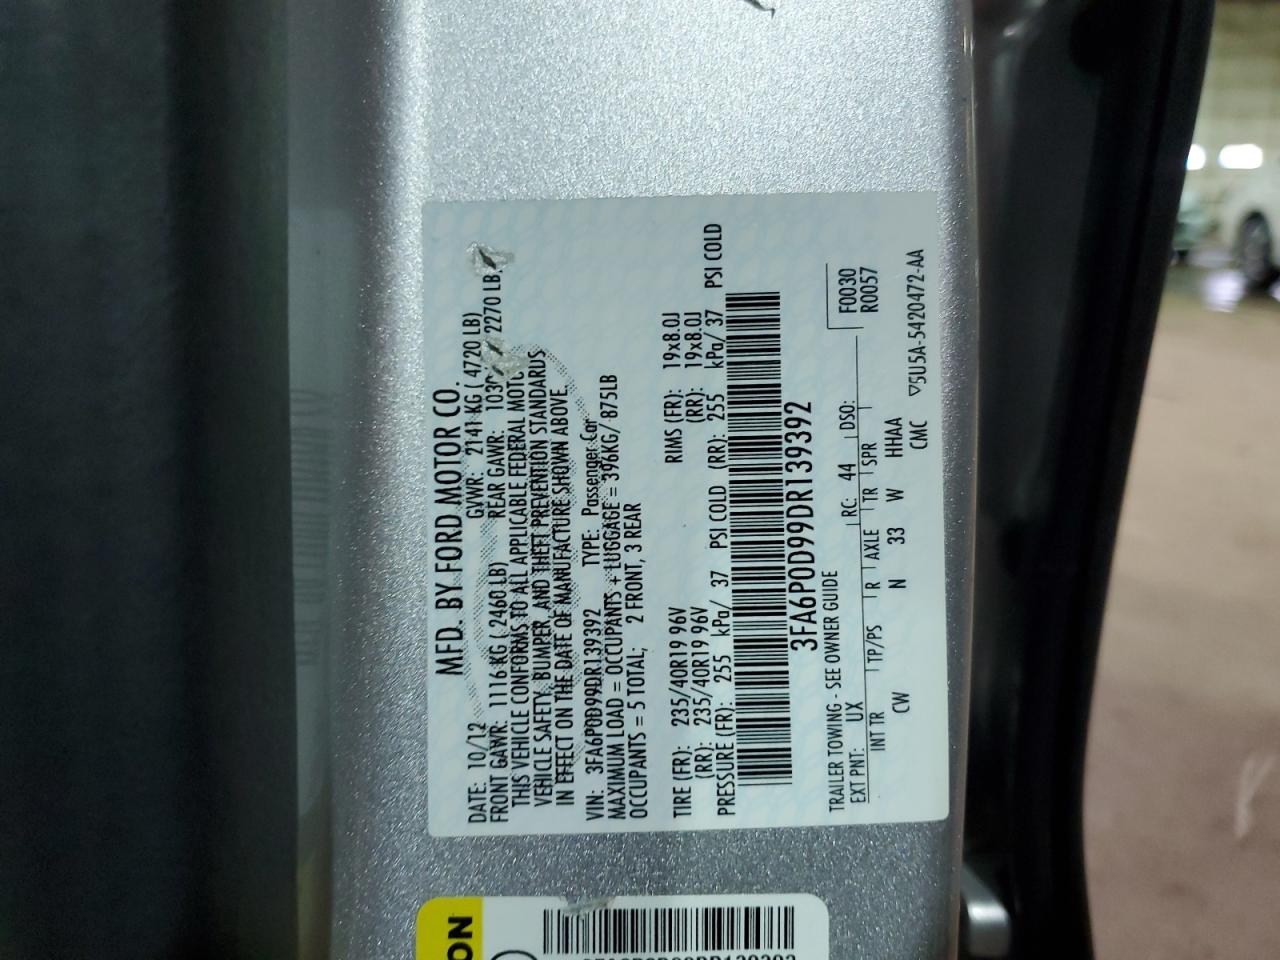 MFD. BY FORD MOTOR CO.
DATE: 10/12 GVWR: 2141 KG ( 4720 LB)
FRONT GAWR: 1116 KG ( 2460 LB) REAR GAWR: 2270 LB
THIS VEHICLE CONFORMS TO ALL APPLICABLE FEDERAL
VEHICLE SAFETY, BUMPER, AND THEFT PREVENTION STANDARDS
IN EFFECT ON THE DATE OF MANUFACTURE SHOWN ABOVE.
VIN: 3FA6P0D99DR139392 TYPE: Passenger Car
MAXIMUM LOAD = OCCUPANTS + LUGGAGE = 396KG/ 875LB
OCCUPANTS = 5 TOTAL; 2 FRONT, 3 REAR
TIRE (FR): 235/40R19 96V RIMS (FR): 19x8.0J
(RR): 235/40R19 96V (RR): 19x8.0J
PRESSURE (FR): 255 kPa/ 37 PSI COLD (RR): 255 kPa/ 37 PSI COLD
3FA6P0D99DR139392
TRAILER TOWING - SEE OWNER GUIDE F0030
EXT PNT: UX RC: 44 DSO: R0057
INT TR TP/PS R AXLE TR SPR
CW N 33 W HHAA
CMC ▽5U5A-5420472-AA
ON